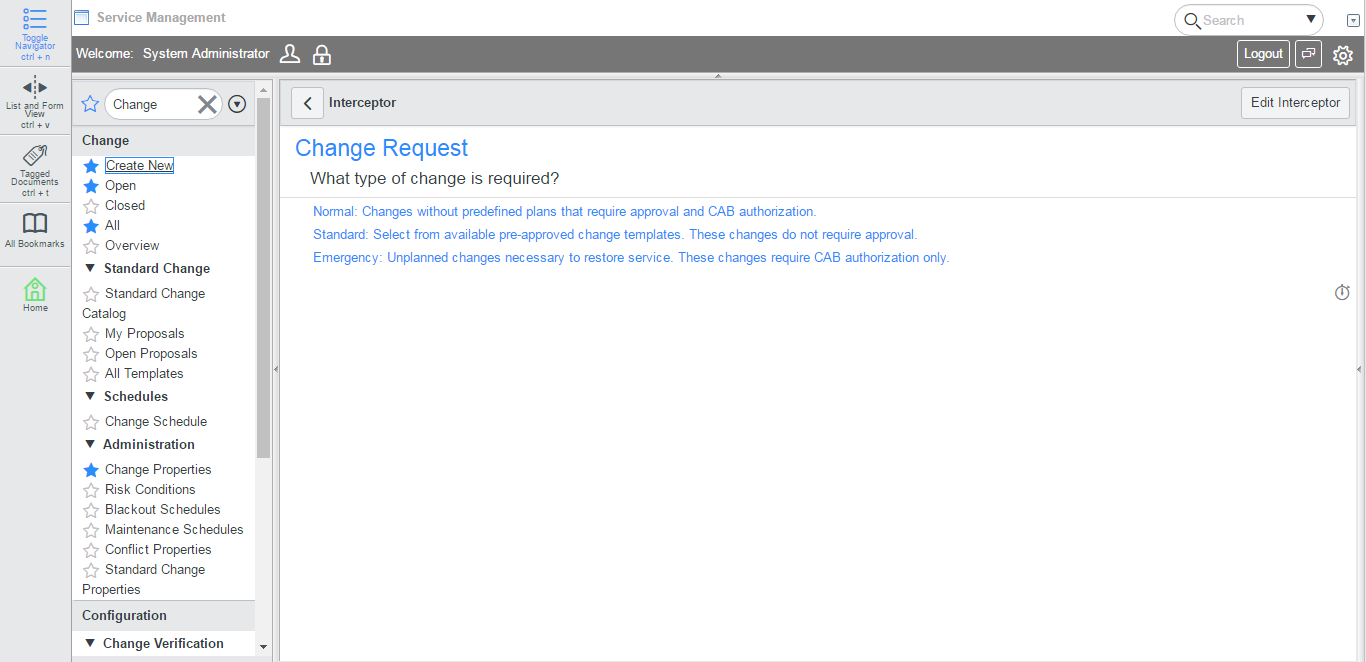 Toggle
Navigator
ctrl + n
List and Form
View
ctrl + v
Tagged
Documents
ctrl + t
All Bookmarks
Home
Service Management
Search
Welcome: System Administrator
Logout
Change
Change
Create New
Open
Closed
All
Overview
Standard Change
Standard Change
Catalog
My Proposals
Open Proposals
All Templates
Schedules
Change Schedule
Administration
Change Properties
Risk Conditions
Blackout Schedules
Maintenance Schedules
Conflict Properties
Standard Change
Properties
Configuration
Change Verification
Interceptor
Edit Interceptor
Change Request
What type of change is required?
Normal: Changes without predefined plans that require approval and CAB authorization.
Standard: Select from available pre-approved change templates. These changes do not require approval.
Emergency: Unplanned changes necessary to restore service. These changes require CAB authorization only.